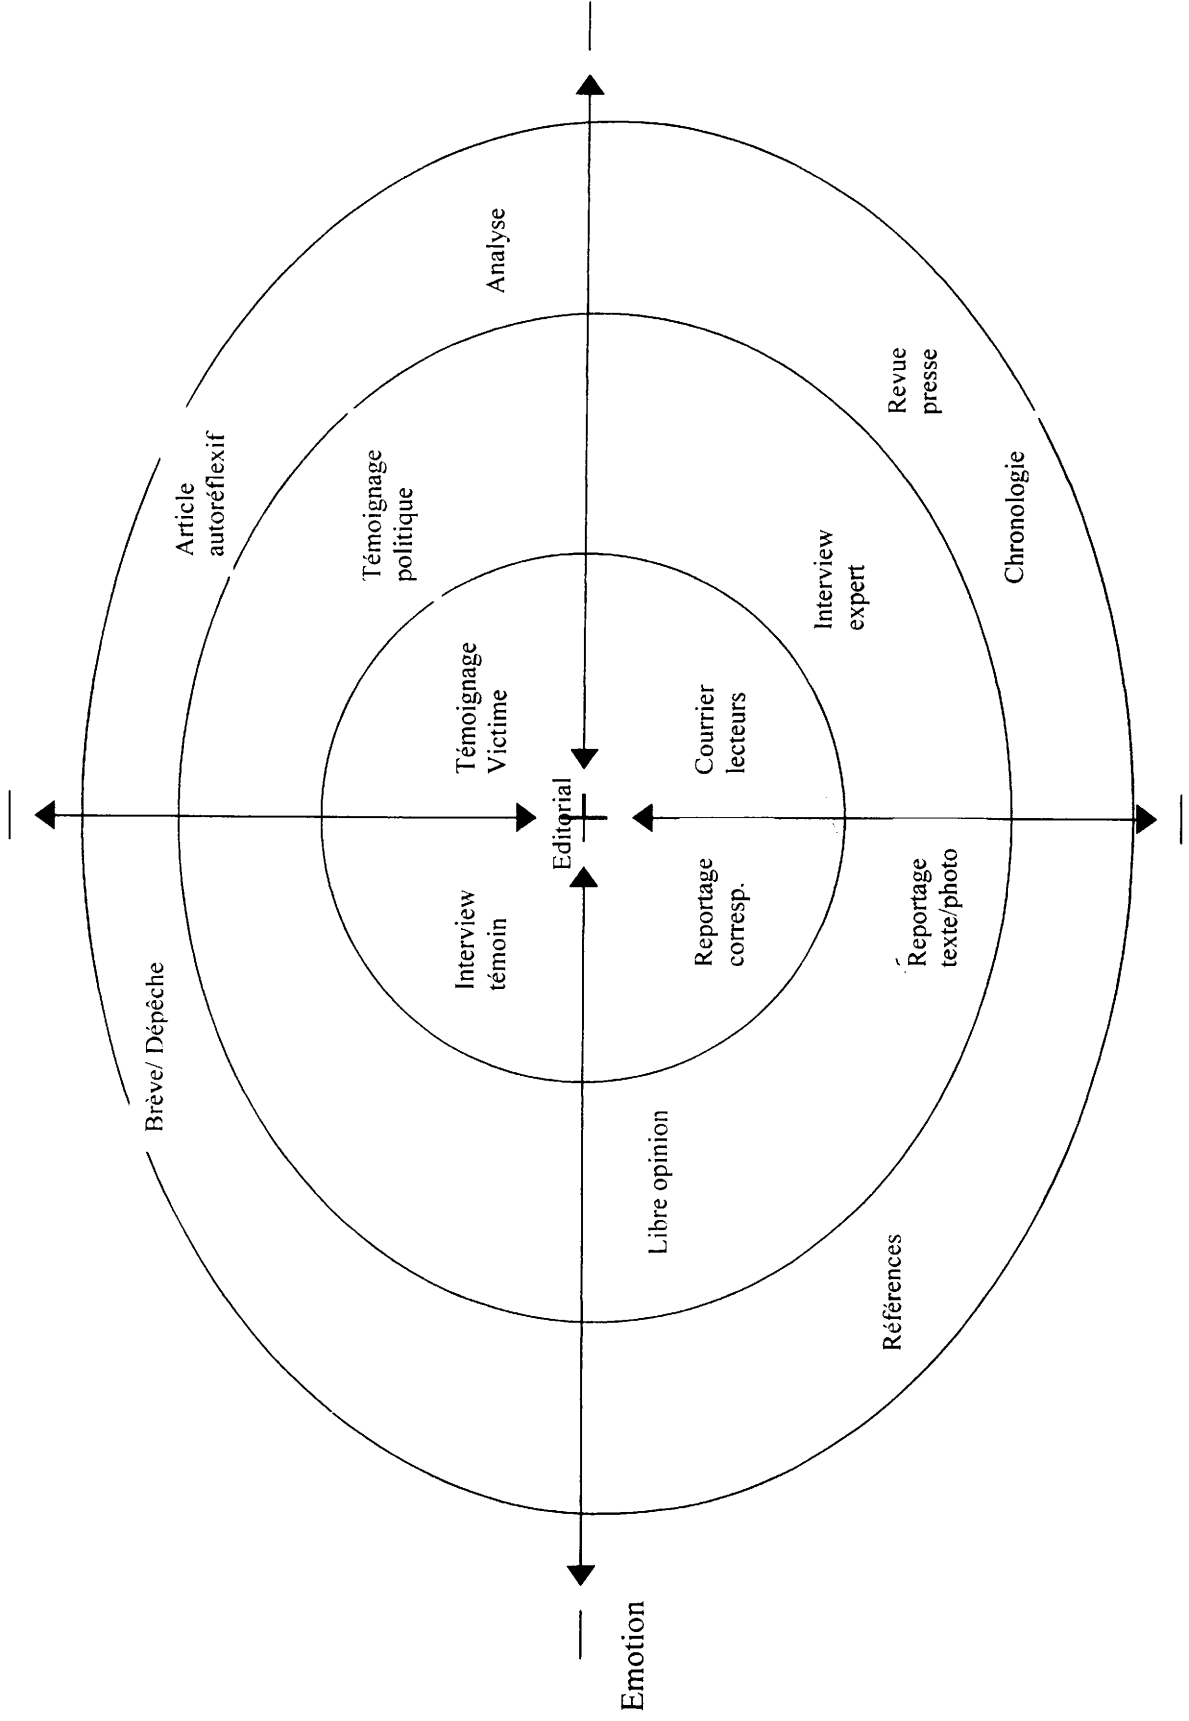 Brève/ Dépêche
Article
autoréflexif
Témoignage
politique
Analyse
Interview
témoin
Témoignage
Victime
Editorial
+
Reportage
corresp.
Courrier
lecteurs
Libre opinion
Interview
expert
Revue
presse
Reportage
texte/photo
Références
Chronologie
Emotion